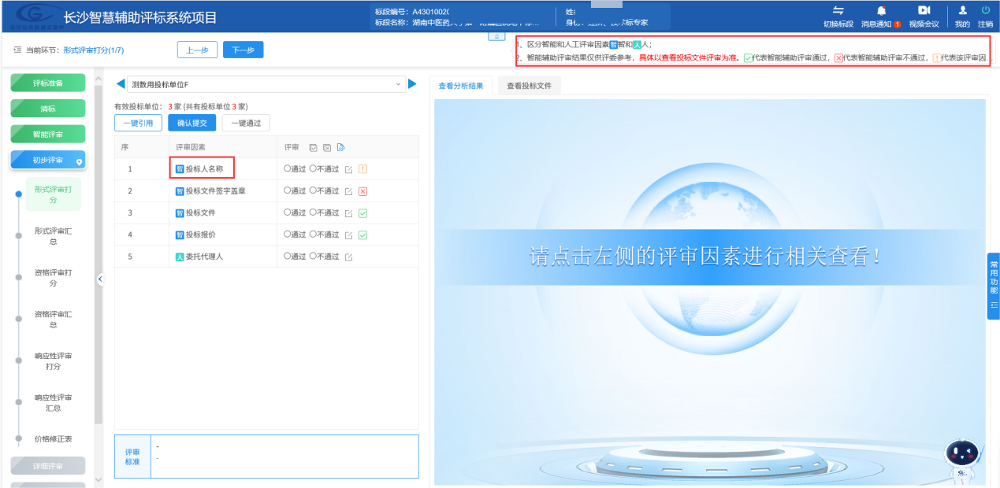 长沙智慧辅助评标系统项目
标段编号：A4301002
标段名称：湖南中医药大学第
姓
身份：
标专家
切换标段 消息通知 1 视频会议 我的 注销
当前环节：形式评审打分(1/7)
上一步 下一步
1、区分智能和人工评审因素智智和人人；
2、智能辅助评审结果仅供评委参考，具体以查看投标文件评审为准。代表智能辅助评审通过，代表智能辅助评审不通过，!代表该评审因...
评标准备
清标
智能评审
初步评审
形式评审打分
形式评审汇总
资格评审打分
资格评审汇总
响应性评审打分
响应性评审汇总
价格修正表
详细评审
测数用投标单位F
有效投标单位：3 家 (共有投标单位 3 家)
一键引用 确认提交 一键通过
序 评审因素 评审
1 智 投标人名称 通过 不通过 !
2 智 投标文件签字盖章 通过 不通过
3 智 投标文件 通过 不通过
4 智 投标报价 通过 不通过
5 人 委托代理人 通过 不通过
评审标准
-
-
查看分析结果 查看投标文件
请点击左侧的评审因素进行相关查看！
常用功能